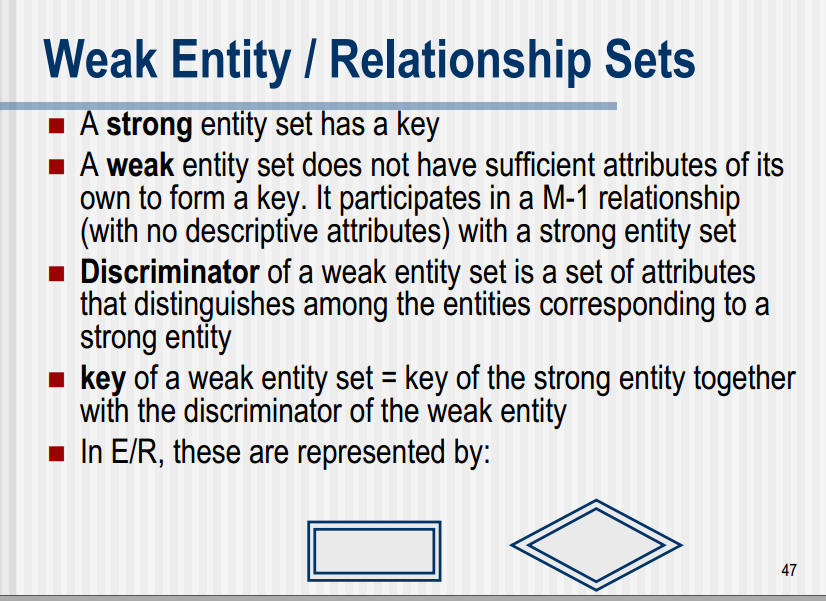 Weak Entity / Relationship Sets
A strong entity set has a key
A weak entity set does not have sufficient attributes of its
own to form a key. It participates in a M-1 relationship
(with no descriptive attributes) with a strong entity set
Discriminator of a weak entity set is a set of attributes
that distinguishes among the entities corresponding to a
strong entity
key of a weak entity set = key of the strong entity together
with the discriminator of the weak entity
In E/R, these are represented by:
47